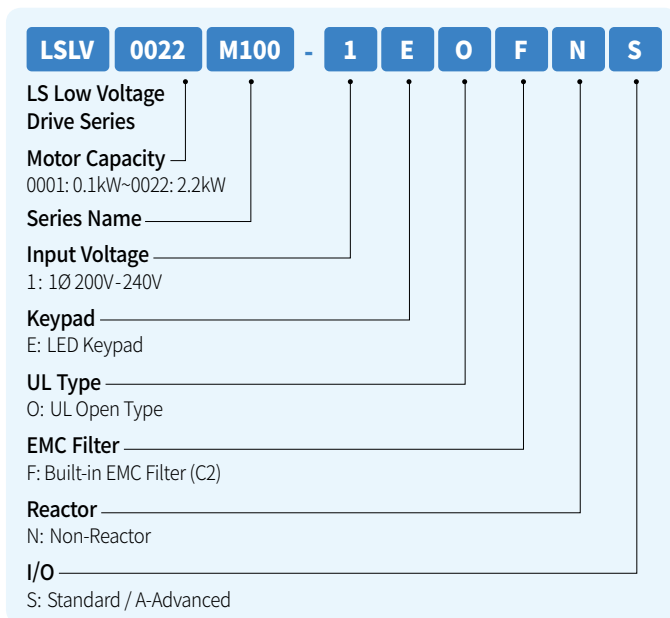 LSLV 0022 M100 - 1 E O F N S
LS Low Voltage
Drive Series
Motor Capacity
0001: 0.1kW~0022: 2.2kW
Series Name
Input Voltage
1: 1Ø 200V-240V
Keypad
E: LED Keypad
UL Type
O: UL Open Type
EMC Filter
F: Built-in EMC Filter (C2)
Reactor
N: Non-Reactor
I/O
S: Standard / A-Advanced